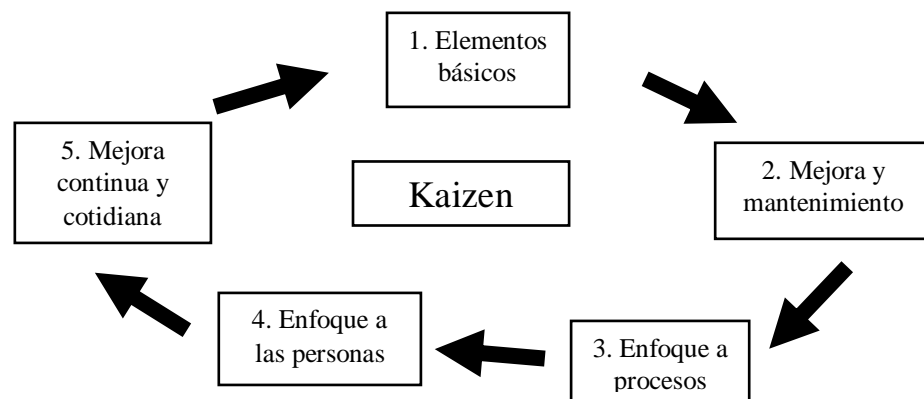 1. Elementos
básicos
2. Mejora y
mantenimiento
3. Enfoque a
procesos
4. Enfoque a
las personas
5. Mejora
continua y
cotidiana
Kaizen